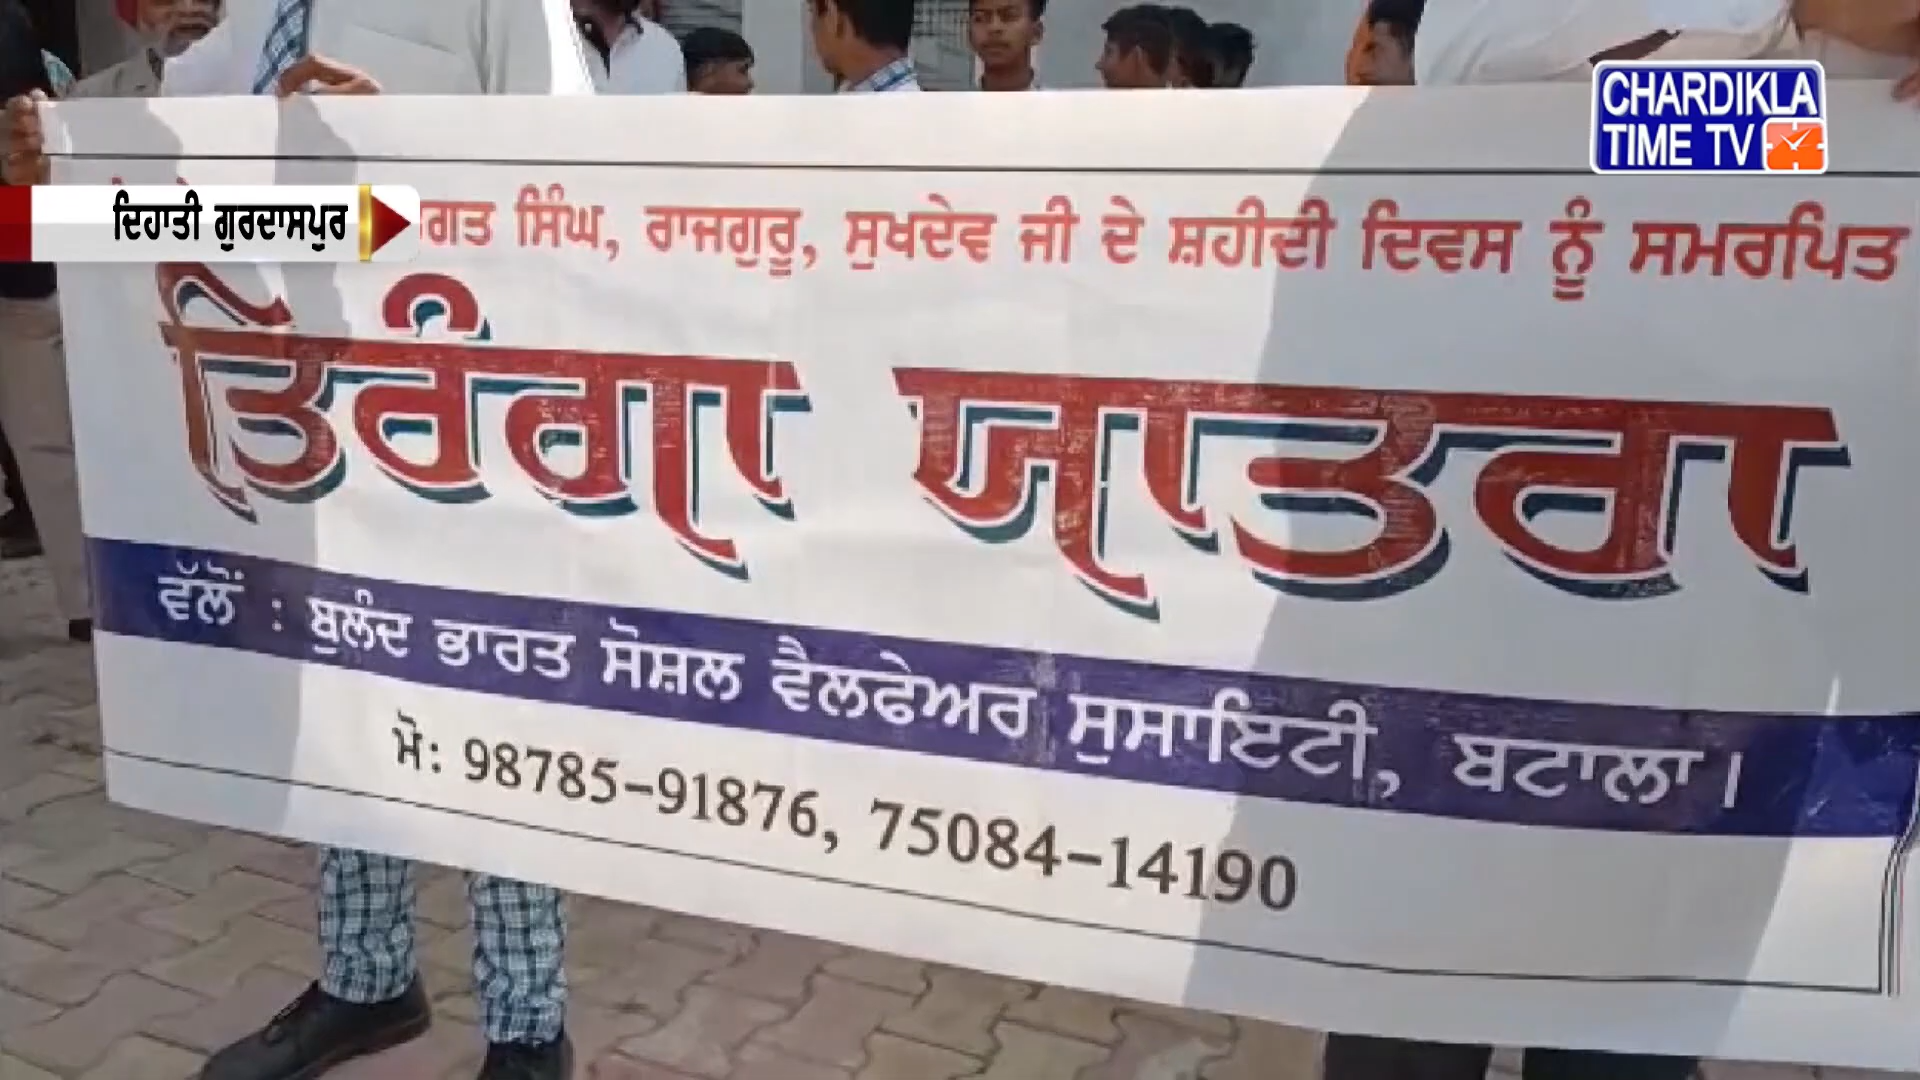 CHARDIKLA
TIME TV
ਦਿਹਾਤੀ ਗੁਰਦਾਸਪੁਰ
ਸਿੰਘ, ਰਾਜਗੁਰੂ, ਸੁਖਦੇਵ ਜੀ ਦੇ ਸ਼ਹੀਦੀ ਦਿਵਸ ਨੂੰ ਸਮਰਪਿਤ
ਤਿਰੰਗਾ ਯਾਤਰਾ
ਵੱਲੋਂ : ਬੁਲੰਦ ਭਾਰਤ ਸੋਸ਼ਲ ਵੈਲਫੇਅਰ ਸੁਸਾਇਟੀ, ਬਟਾਲਾ।
ਮੋ: 98785-91876, 75084-14190